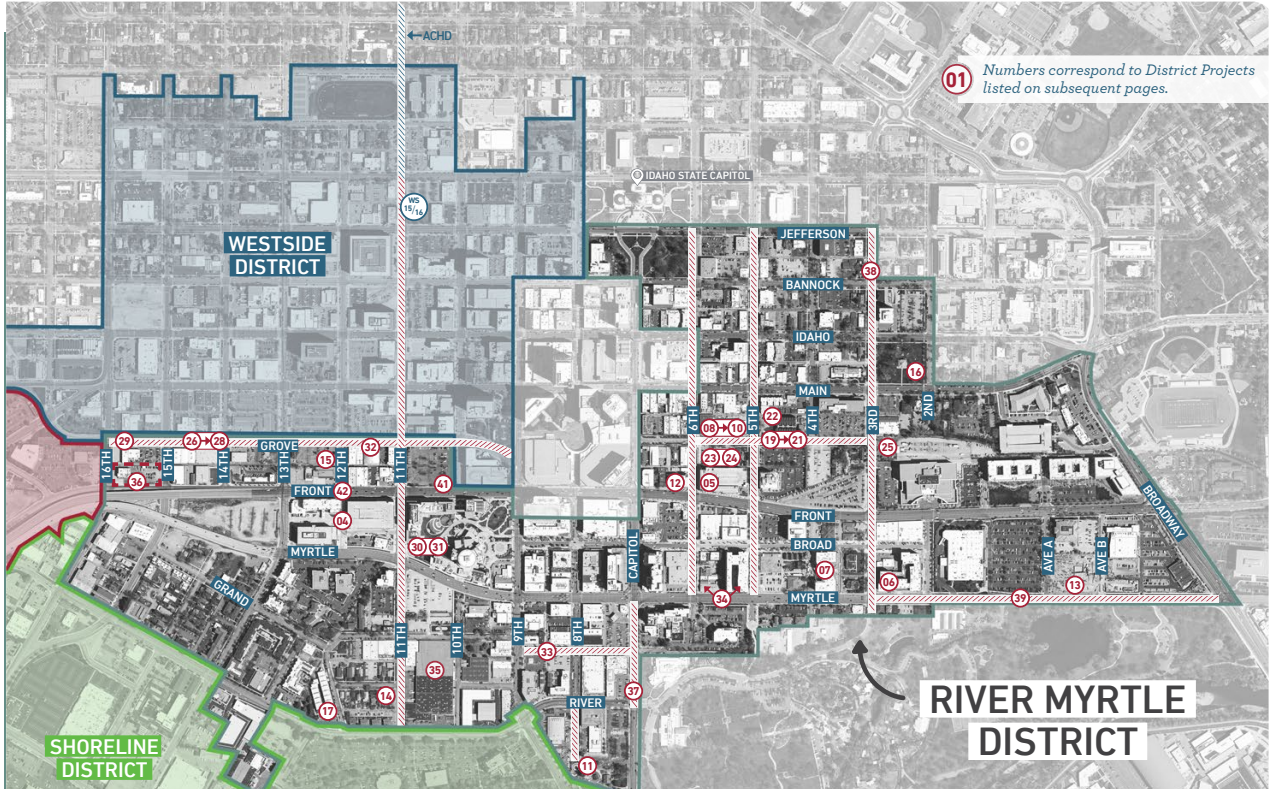 ←ACHD
01
Numbers correspond to District Projects
listed on subsequent pages.
IDAHO STATE CAPITOL
WS
15/16
WESTSIDE
DISTRICT
JEFFERSON
38
BANNOCK
IDAHO
16
MAIN
2ND
6TH
5TH
4TH
3RD
22
08→10
19→21
29
26→28
GROVE
32
25
16TH
15TH
14TH
13TH
15
12TH
11TH
23
24
36
12
05
41
FRONT
42
BROADWAY
04
FRONT
MYRTLE
30
31
BROAD
CAPITOL
07
AVE A
AVE B
06
13
GRAND
34
MYRTLE
39
11TH
10TH
9TH
8TH
33
35
14
37
17
RIVER
RIVER MYRTLE
DISTRICT
SHORELINE
DISTRICT
11